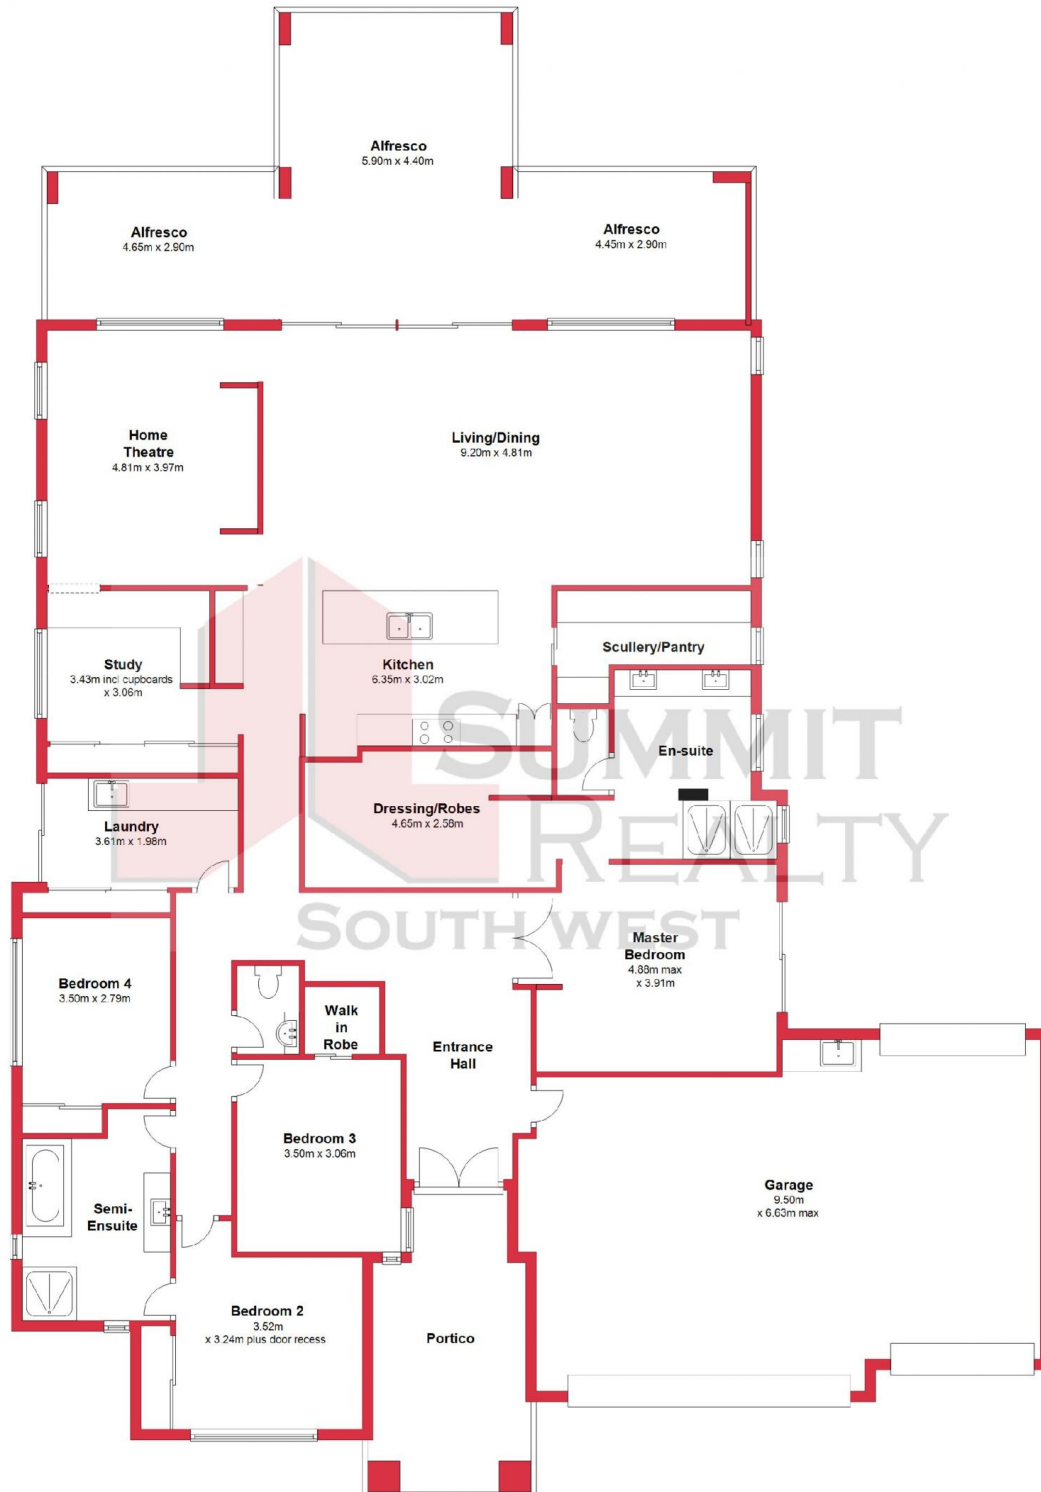 Alfresco
5.90m x 4.40m
Alfresco
4.65m x 2.90m
Alfresco
4.45m x 2.90m
Home
Theatre
4.81m x 3.97m
Living/Dining
9.20m x 4.81m
Study
3.43m incl cupboards
x 3.06m
Kitchen
6.35m x 3.02m
Scullery/Pantry
En-suite
SUMMIT
REALTY
SOUTH WEST
Dressing/Robes
4.65m x 2.58m
Laundry
3.61m x 1.98m
Master
Bedroom
4.88m max
x 3.91m
Bedroom 4
3.50m x 2.79m
Walk
in
Robe
Entrance
Hall
Bedroom 3
3.50m x 3.06m
Semi-
Ensuite
Garage
9.50m
x 6.63m max
Bedroom 2
3.52m
x 3.24m plus door recess
Portico